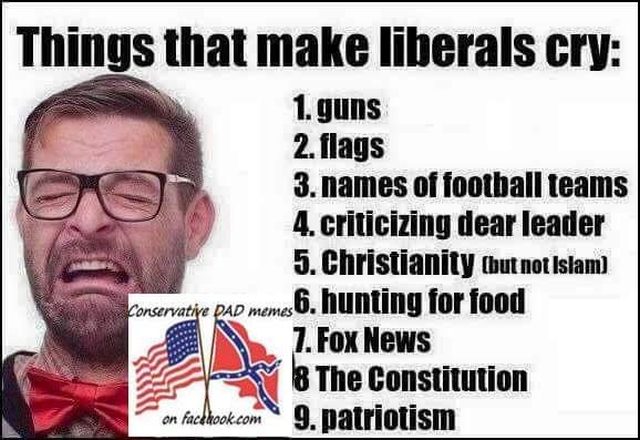 Things that make liberals cry:
1. guns
2. flags
3. names of football teams
4. criticizing dear leader
5. Christianity (but not Islam)
6. hunting for food
7. Fox News
8 The Constitution
9. patriotism
Conservative DAD memes
on facebook.com